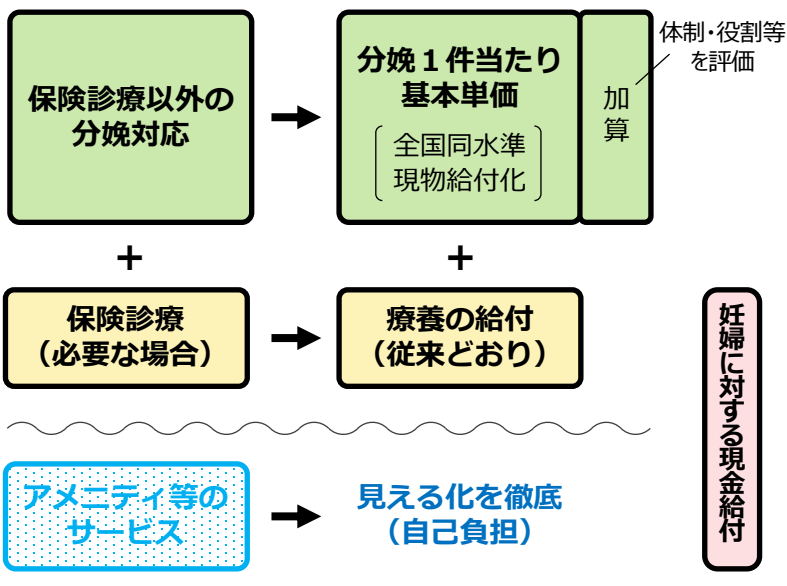 保険診療以外の
分娩対応
分娩１件当たり
基本単価
全国同水準
現物給付化
加算
体制・役割等
を評価
＋
＋
保険診療
（必要な場合）
療養の給付
（従来どおり）
アメニティ等の
サービス
見える化を徹底
（自己負担）
妊婦に対する現金給付